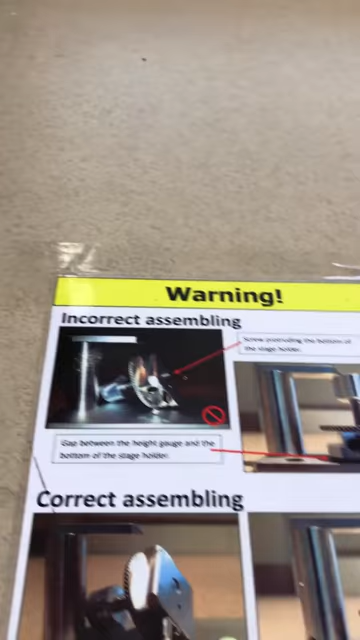 Warning!
Incorrect assembling
Screw protruding the bottom of
the stage holder.
Gap between the height gauge and the
bottom of the stage holder.
Correct assembling